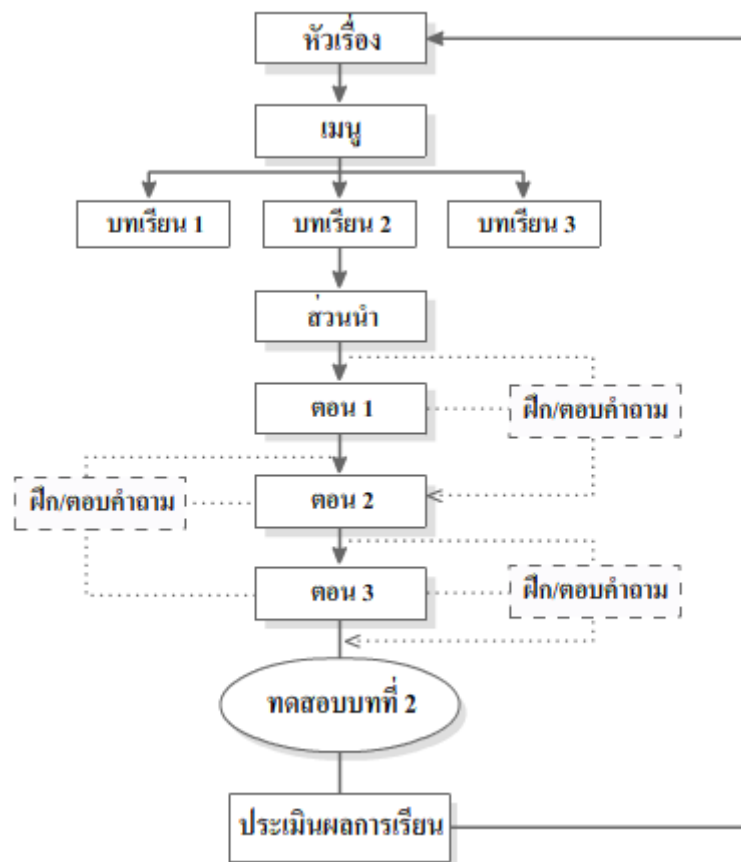 หัวเรื่อง
เมนู
บทเรียน 1
บทเรียน 2
บทเรียน 3
ส่วนนำ
ตอน 1
ฝึก/ตอบคำถาม
ฝึก/ตอบคำถาม
ตอน 2
ตอน 3
ฝึก/ตอบคำถาม
ทดสอบบทที่ 2
ประเมินผลการเรียน